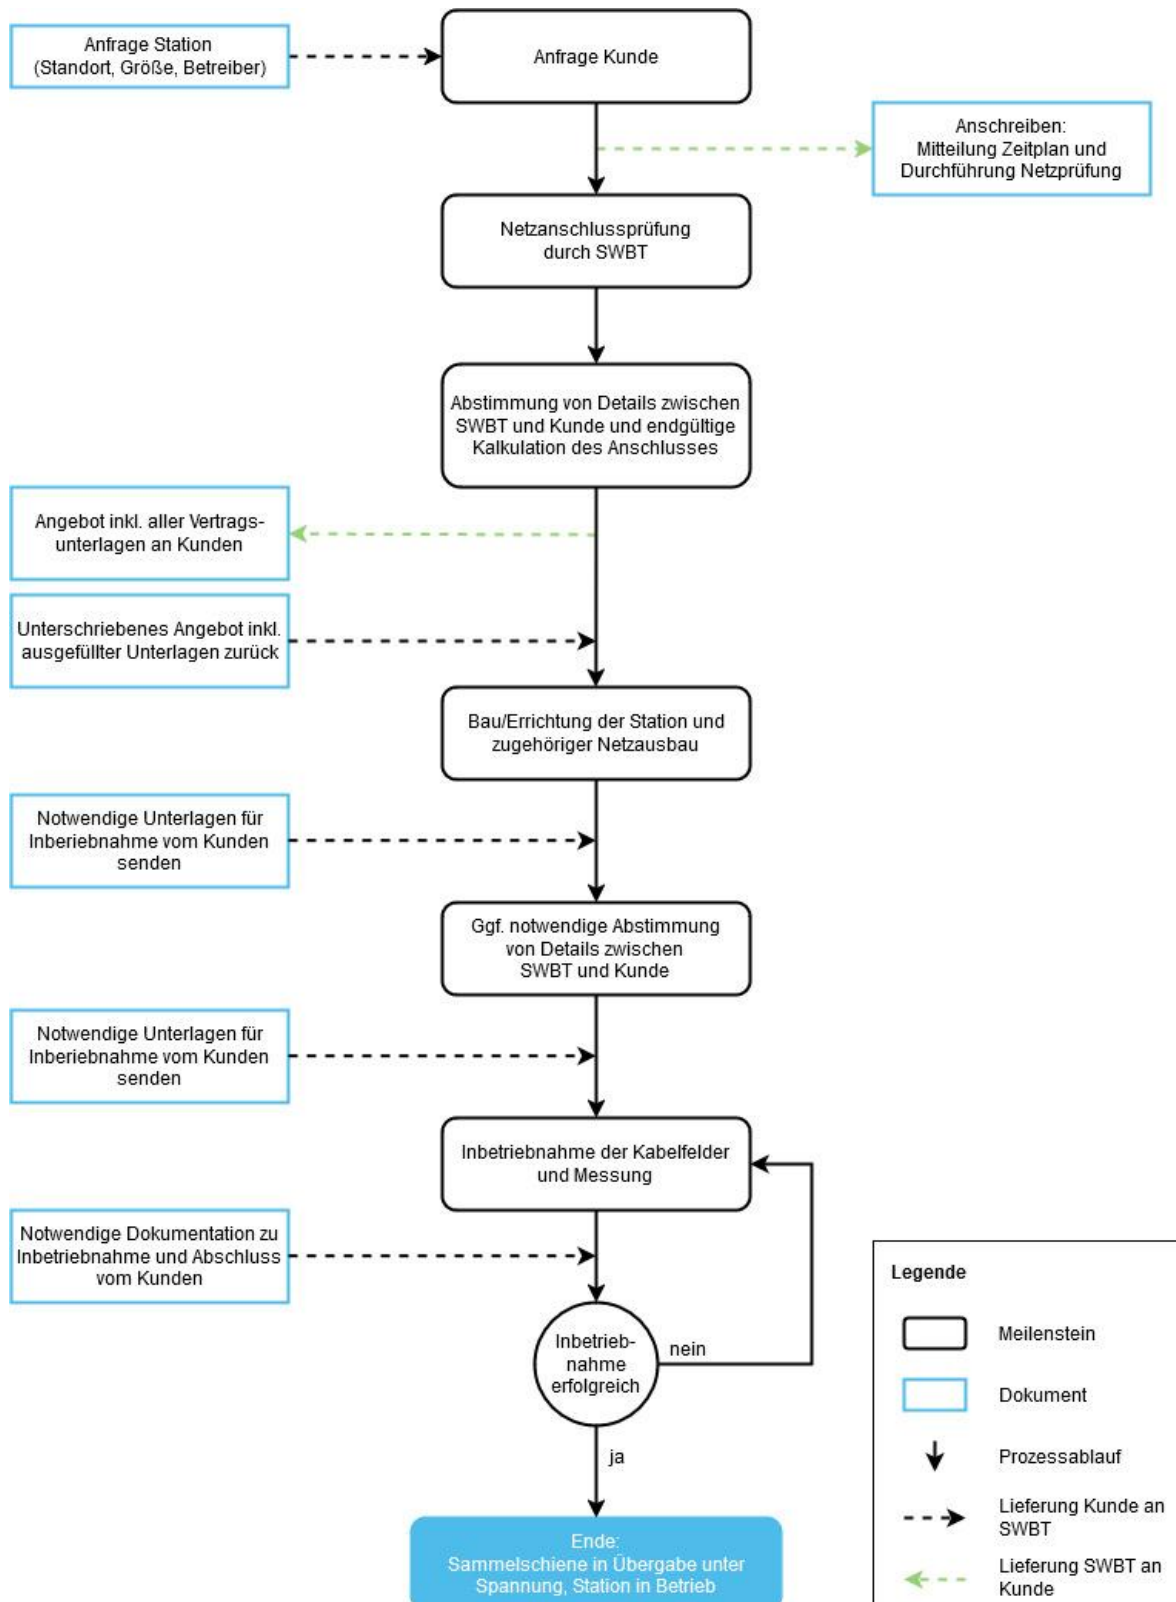 Anfrage Station
(Standort, Größe, Betreiber)
Anfrage Kunde
Anschreiben:
Mitteilung Zeitplan und
Durchführung Netzprüfung
Netzanschlussprüfung
durch SWBT
Abstimmung von Details zwischen
SWBT und Kunde und endgültige
Kalkulation des Anschlusses
Angebot inkl. aller Vertrags-
unterlagen an Kunden
Unterschriebenes Angebot inkl.
ausgefüllter Unterlagen zurück
Bau/Errichtung der Station und
zugehöriger Netzausbau
Notwendige Unterlagen für
Inberiebnahme vom Kunden
senden
Ggf. notwendige Abstimmung
von Details zwischen
SWBT und Kunde
Notwendige Unterlagen für
Inberiebnahme vom Kunden
senden
Inbetriebnahme der Kabelfelder
und Messung
Notwendige Dokumentation zu
Inbetriebnahme und Abschluss
vom Kunden
Inbetrieb-
nahme
erfolgreich
nein
ja
Ende:
Sammelschiene in Übergabe unter
Spannung, Station in Betrieb
Legende
Meilenstein
Dokument
Prozessablauf
Lieferung Kunde an
SWBT
Lieferung SWBT an
Kunde